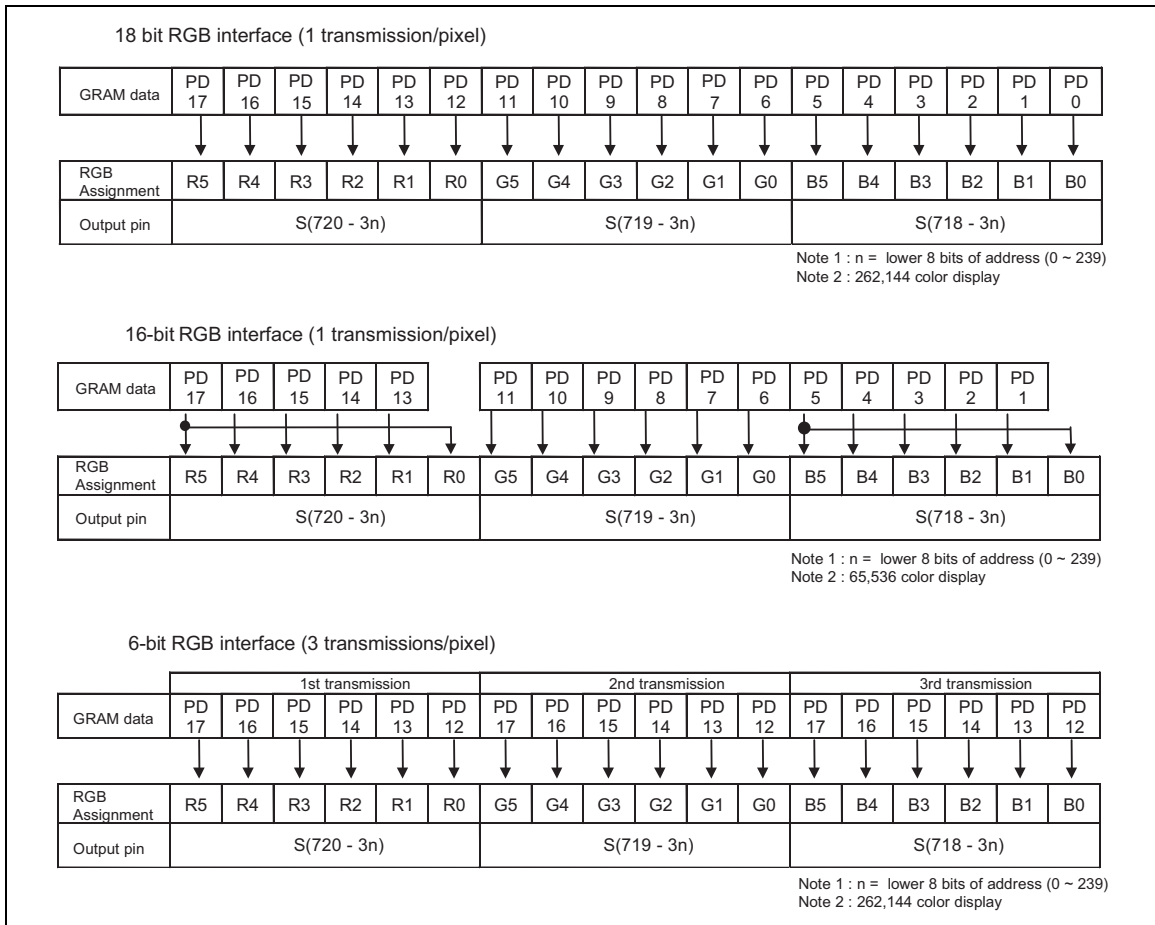 18 bit RGB interface (1 transmission/pixel)
GRAM data PD 17 PD 16 PD 15 PD 14 PD 13 PD 12 PD 11 PD 10 PD 9 PD 8 PD 7 PD 6 PD 5 PD 4 PD 3 PD 2 PD 1 PD 0
RGB Assignment R5 R4 R3 R2 R1 R0 G5 G4 G3 G2 G1 G0 B5 B4 B3 B2 B1 B0
Output pin S(720 - 3n) S(719 - 3n) S(718 - 3n)
Note 1 : n = lower 8 bits of address (0 ~ 239)
Note 2 : 262,144 color display
16-bit RGB interface (1 transmission/pixel)
GRAM data PD 17 PD 16 PD 15 PD 14 PD 13 PD 11 PD 10 PD 9 PD 8 PD 7 PD 6 PD 5 PD 4 PD 3 PD 2 PD 1
RGB Assignment R5 R4 R3 R2 R1 R0 G5 G4 G3 G2 G1 G0 B5 B4 B3 B2 B1 B0
Output pin S(720 - 3n) S(719 - 3n) S(718 - 3n)
Note 1 : n = lower 8 bits of address (0 ~ 239)
Note 2 : 65,536 color display
6-bit RGB interface (3 transmissions/pixel)
1st transmission 2nd transmission 3rd transmission
GRAM data PD 17 PD 16 PD 15 PD 14 PD 13 PD 12 PD 17 PD 16 PD 15 PD 14 PD 13 PD 12 PD 17 PD 16 PD 15 PD 14 PD 13 PD 12
RGB Assignment R5 R4 R3 R2 R1 R0 G5 G4 G3 G2 G1 G0 B5 B4 B3 B2 B1 B0
Output pin S(720 - 3n) S(719 - 3n) S(718 - 3n)
Note 1 : n = lower 8 bits of address (0 ~ 239)
Note 2 : 262,144 color display